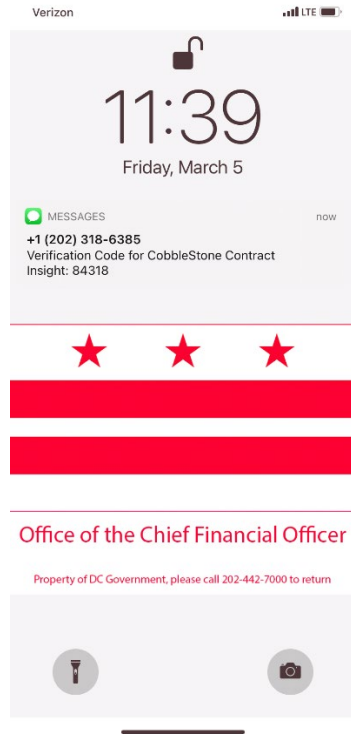 Verizon LTE
11:39
Friday, March 5
MESSAGES now
+1 (202) 318-6385
Verification Code for CobbleStone Contract
Insight: 84318
Office of the Chief Financial Officer
Property of DC Government, please call 202-442-7000 to return